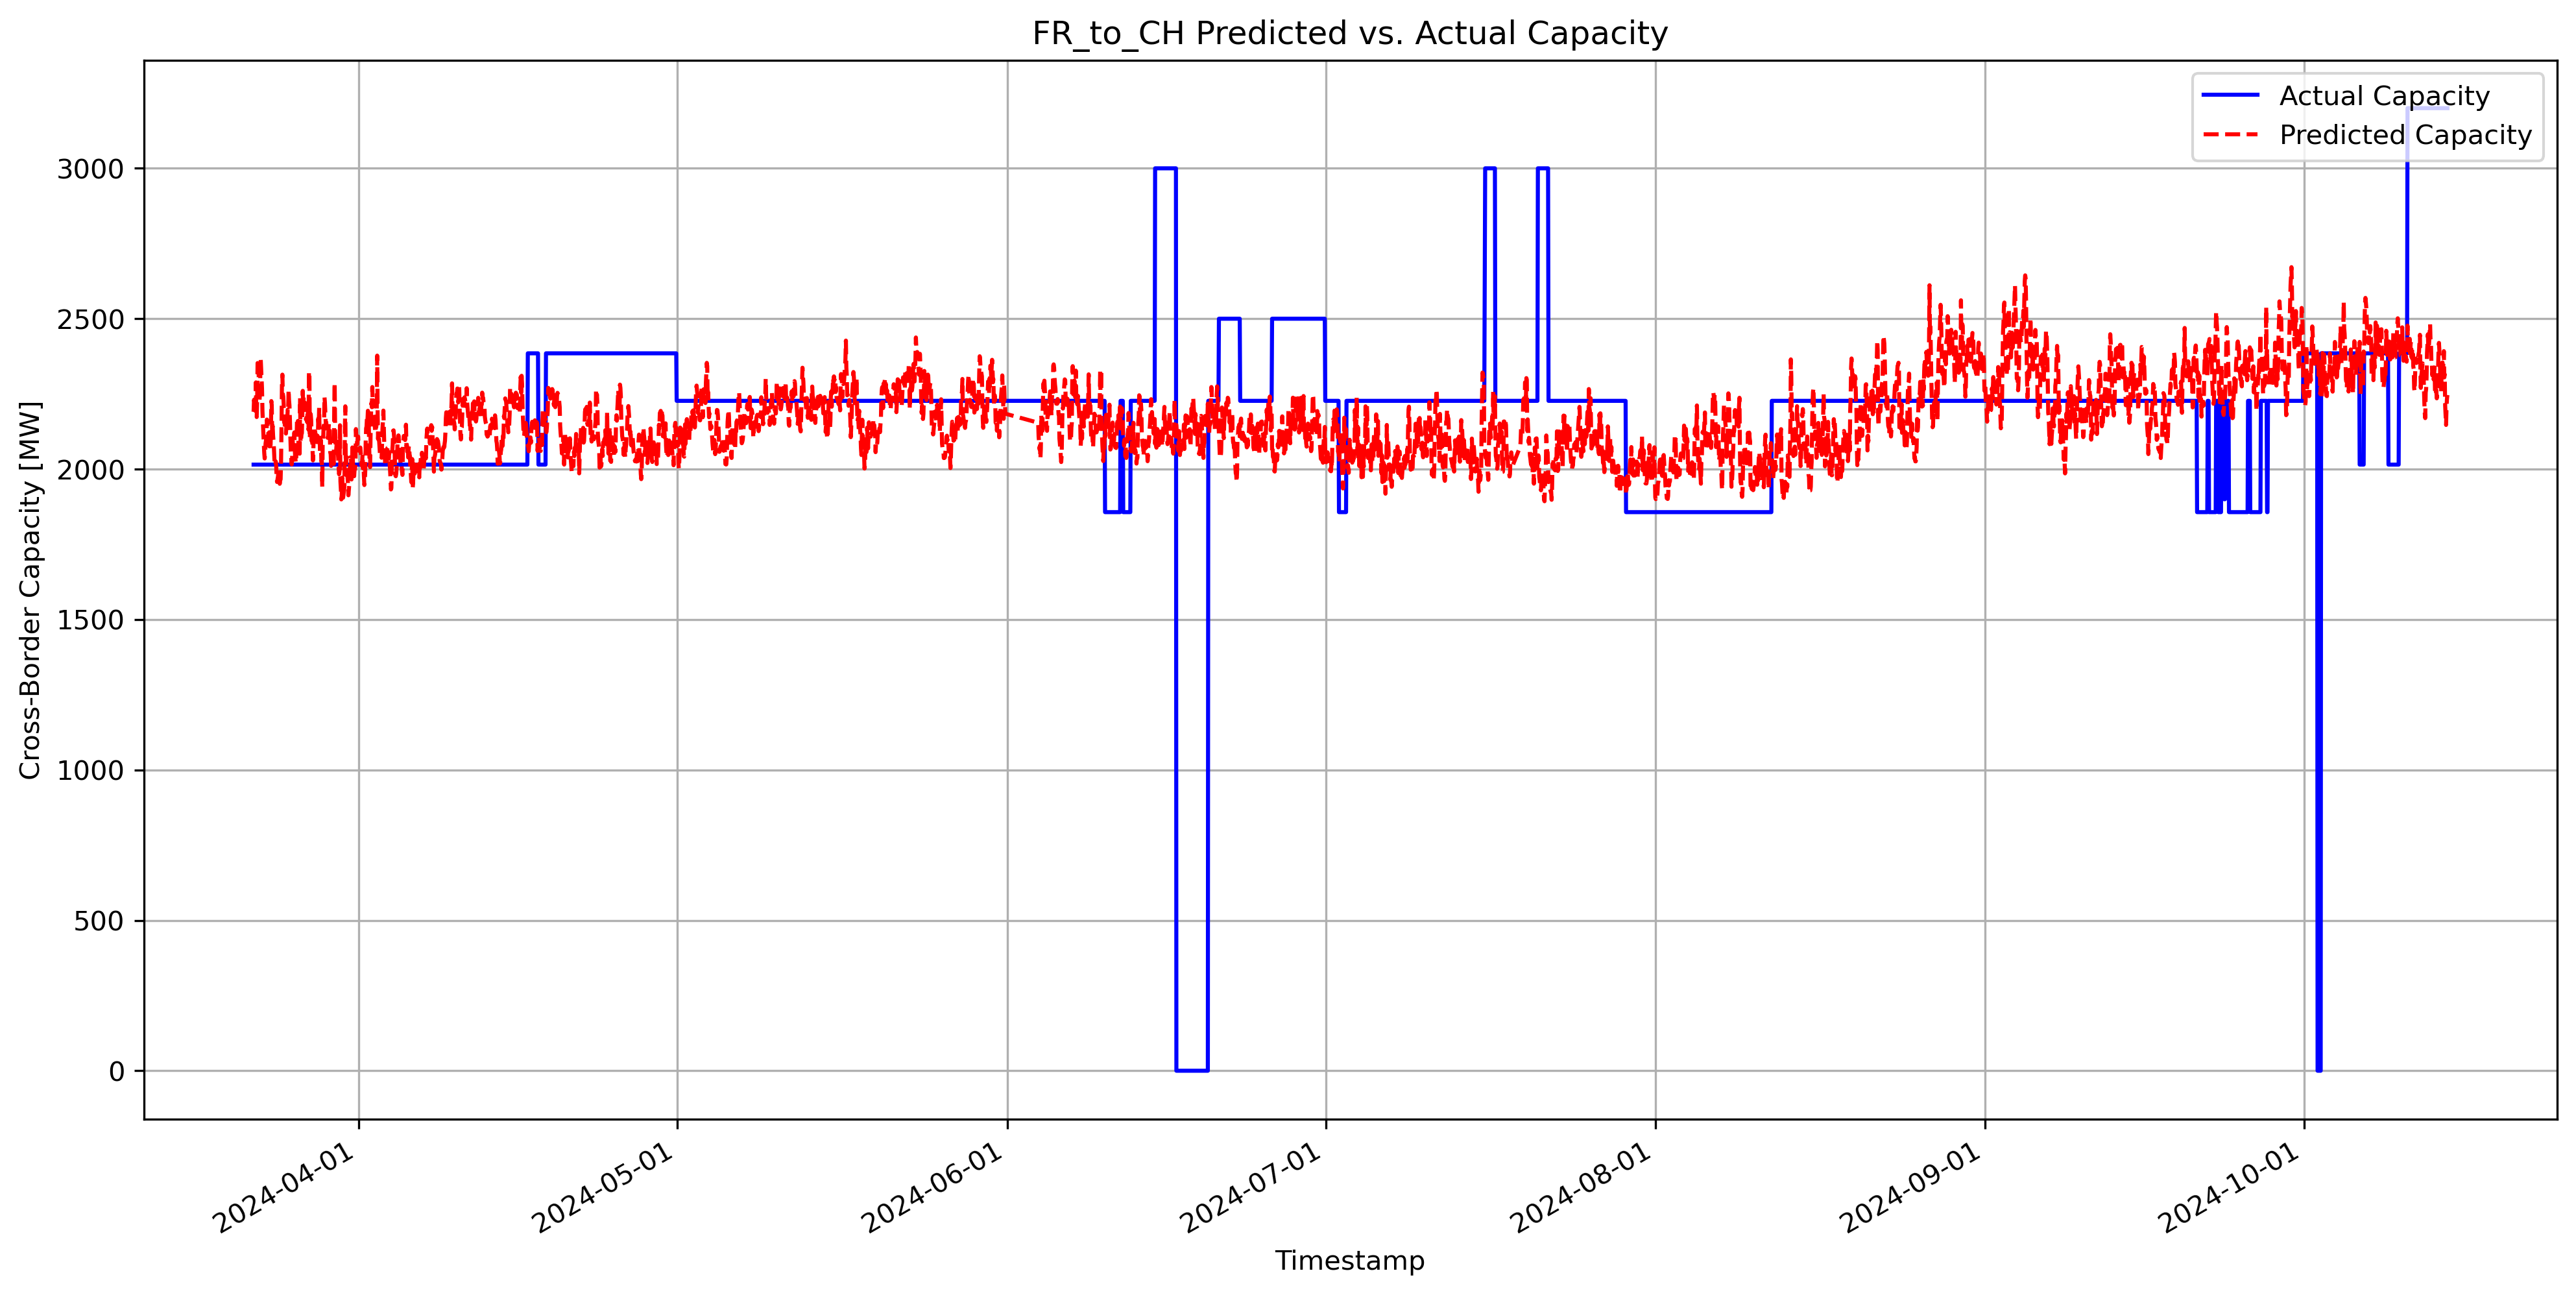 FR_to_CH Predicted vs. Actual Capacity
Actual Capacity
Predicted Capacity
Cross-Border Capacity [MW]
3000
2500
2000
1500
1000
500
0
2024-04-01
2024-05-01
2024-06-01
2024-07-01
2024-08-01
2024-09-01
2024-10-01
Timestamp